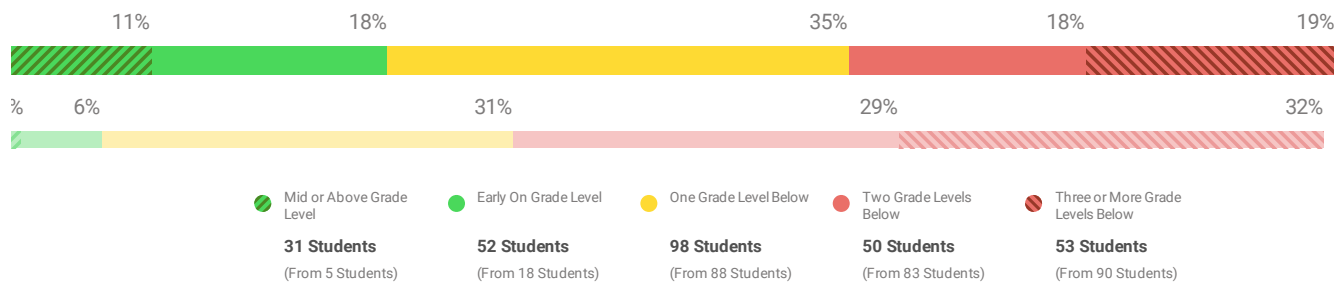 11% 18% 35% 18% 19%
% 6% 31% 29% 32%
Mid or Above Grade Level
Early On Grade Level
One Grade Level Below
Two Grade Levels Below
Three or More Grade Levels Below
31 Students 52 Students 98 Students 50 Students 53 Students
(From 5 Students) (From 18 Students) (From 88 Students) (From 83 Students) (From 90 Students)